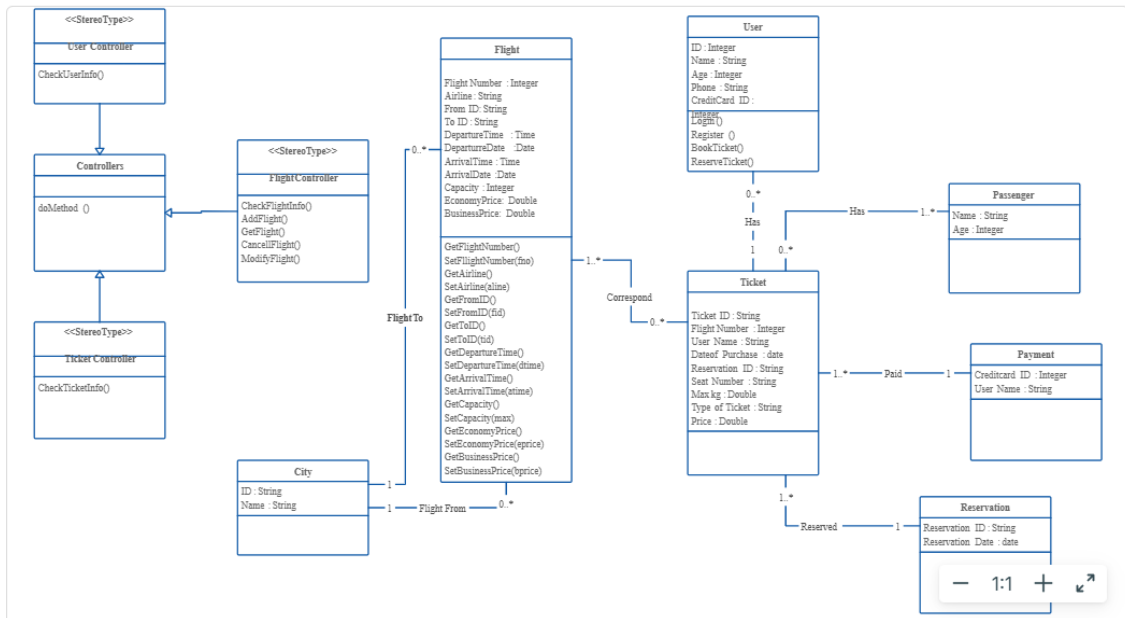 <<StereoType>>
User Controller
CheckUserInfo()
Controllers
doMethod ()
<<StereoType>>
FlightController
CheckFlightInfo()
AddFlight()
GetFlight()
CancellFlight()
ModifyFlight()
<<StereoType>>
Ticket Controller
CheckTicketInfo()
City
ID : String
Name : String
Flight
Flight Number : Integer
Airline : String
From ID: String
To ID : String
DepartureTime : Time
DeparturreDate :Date
ArrivalTime : Time
ArrivalDate :Date
Capacity : Integer
EconomyPrice: Double
BusinessPrice: Double
GetFlightNumber()
SetFllightNumber(fno)
GetAirline()
SetAirline(aline)
GetFromID()
SetFromID(fid)
GetToID()
SetToID(tid)
GetDepartureTime()
SetDepartureTime(dtime)
GetArrivalTime()
SetArrivalTime(atime)
GetCapacity()
SetCapacity(max)
GetEconomyPrice()
SetEconomyPrice(eprice)
GetBusinessPrice()
SetBusinessPrice(bprice)
0..*
FlightTo
1
1
Flight From
0..*
1..*
Correspond
0..*
User
ID : Integer
Name : String
Age : Integer
Phone : String
CreditCard ID :
Integer
Login ()
Register ()
BookTicket()
ReserveTicket()
0..*
Has
1
Has
1..*
0..*
Passenger
Name : String
Age : Integer
Ticket
Ticket ID : String
Flight Number : Integer
User Name : String
Dateof Purchase : date
Reservation ID : String
Seat Number : String
Max kg : Double
Type of Ticket : String
Price : Double
1..*
Paid
1
Payment
Creditcard ID : Integer
User Name : String
1..*
Reserved
1
Reservation
Reservation ID : String
Reservation Date : date
1:1